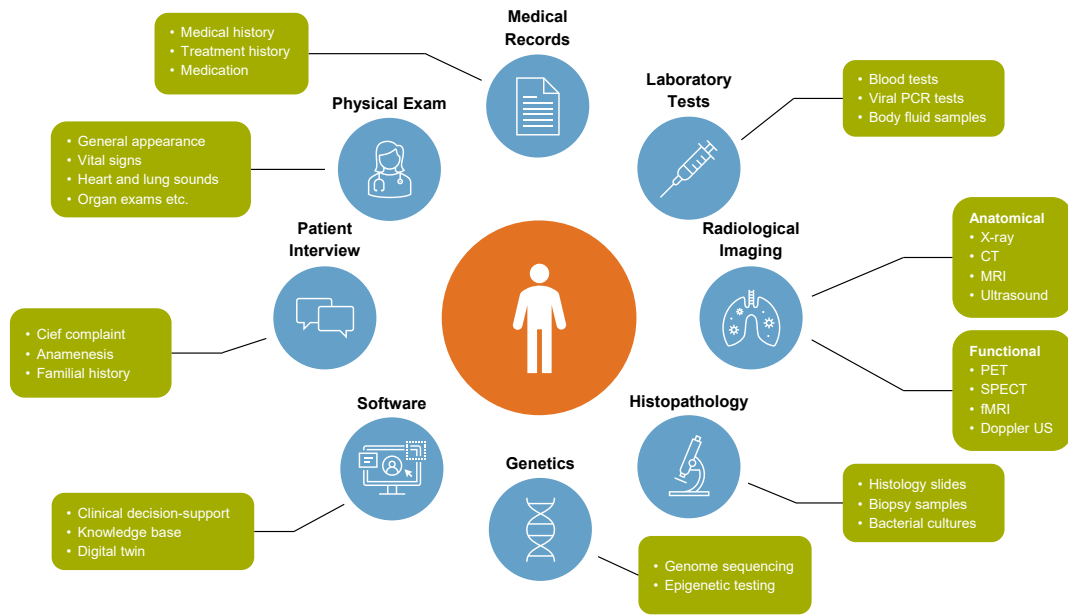 Medical
Records
• Medical history
• Treatment history
• Medication
Laboratory
Tests
• Blood tests
• Viral PCR tests
• Body fluid samples
Physical Exam
• General appearance
• Vital signs
• Heart and lung sounds
• Organ exams etc.
Radiological
Imaging
Anatomical
• X-ray
• CT
• MRI
• Ultrasound
Functional
• PET
• SPECT
• fMRI
• Doppler US
Patient
Interview
• Cief complaint
• Anamenesis
• Familial history
Histopathology
• Histology slides
• Biopsy samples
• Bacterial cultures
Software
• Clinical decision-support
• Knowledge base
• Digital twin
Genetics
• Genome sequencing
• Epigenetic testing